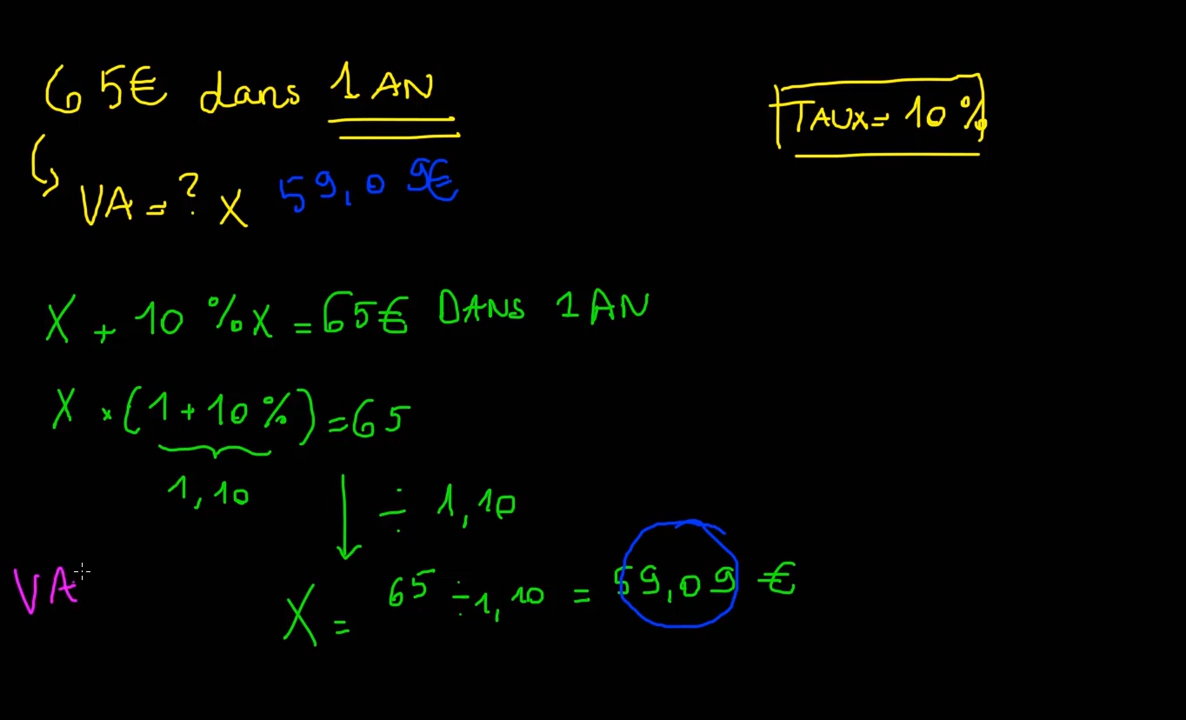 65€ dans 1 AN
TAUX = 10 %
VA = ? X 59,09€
X + 10 % X = 65€ DANS 1 AN
X × (1 + 10 %) = 65
1,10
÷ 1,10
X = 65 ÷ 1,10 = 59,09 €
VA